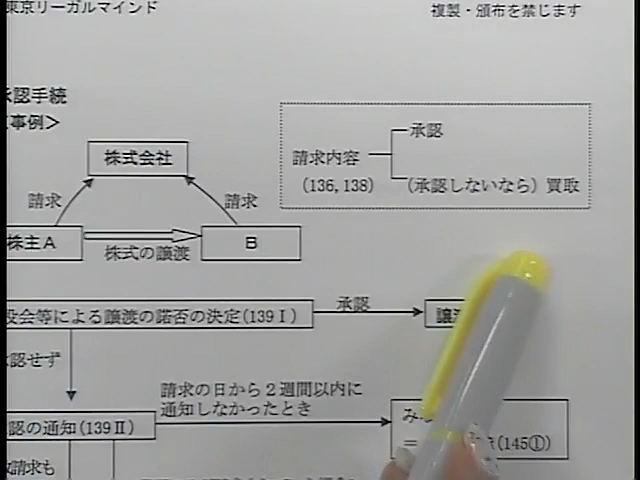 東京リーガルマインド
複製・頒布を禁じます
認手続
事例>
株式会社
請求内容
(136, 138)
承認
(承認しないなら) 買取
請求
請求
株主A
株式の譲渡
B
会等による譲渡の諾否の決定(139Ⅰ)
承認
譲
認せず
請求の日から2週間以内に
通知しなかったとき
認の通知(139Ⅱ)
み
=
(145①)
請求も